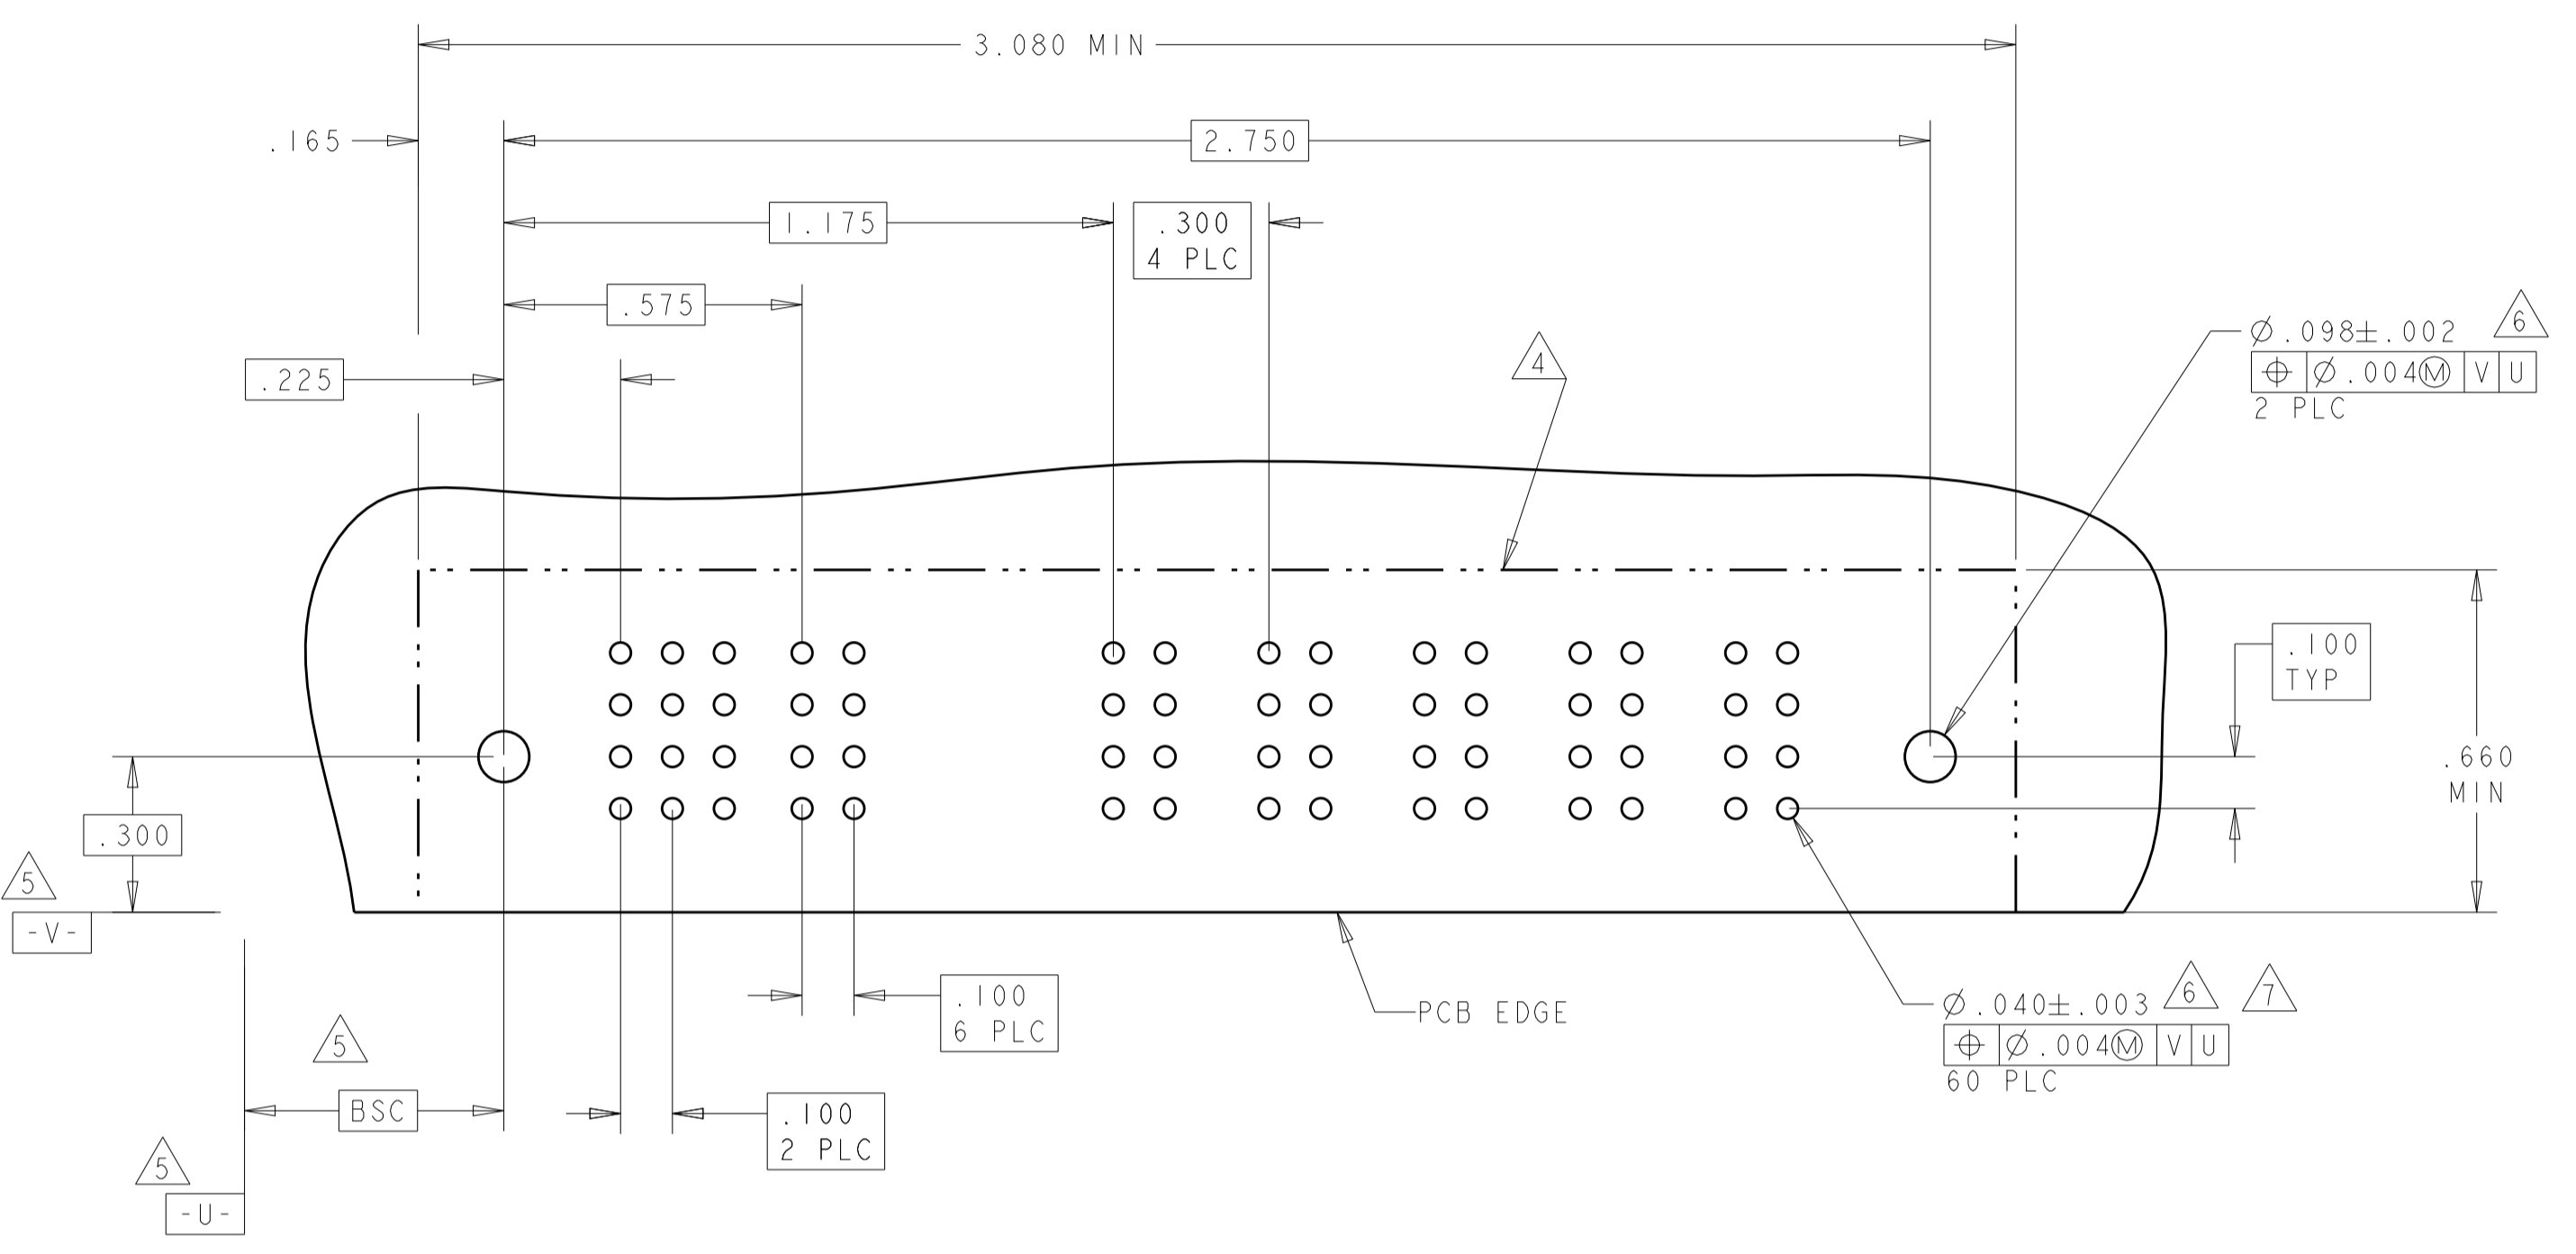 3.080 MIN
.165
2.750
1.175
.300
4 PLC
.575
.225
4
Ø.098±.002
6
⌖ Ø.004Ⓜ V U
2 PLC
.100
TYP
.660
MIN
.300
5
-V-
.100
6 PLC
PCB EDGE
Ø.040±.003
6
7
⌖ Ø.004Ⓜ V U
60 PLC
5
BSC
.100
2 PLC
5
-U-